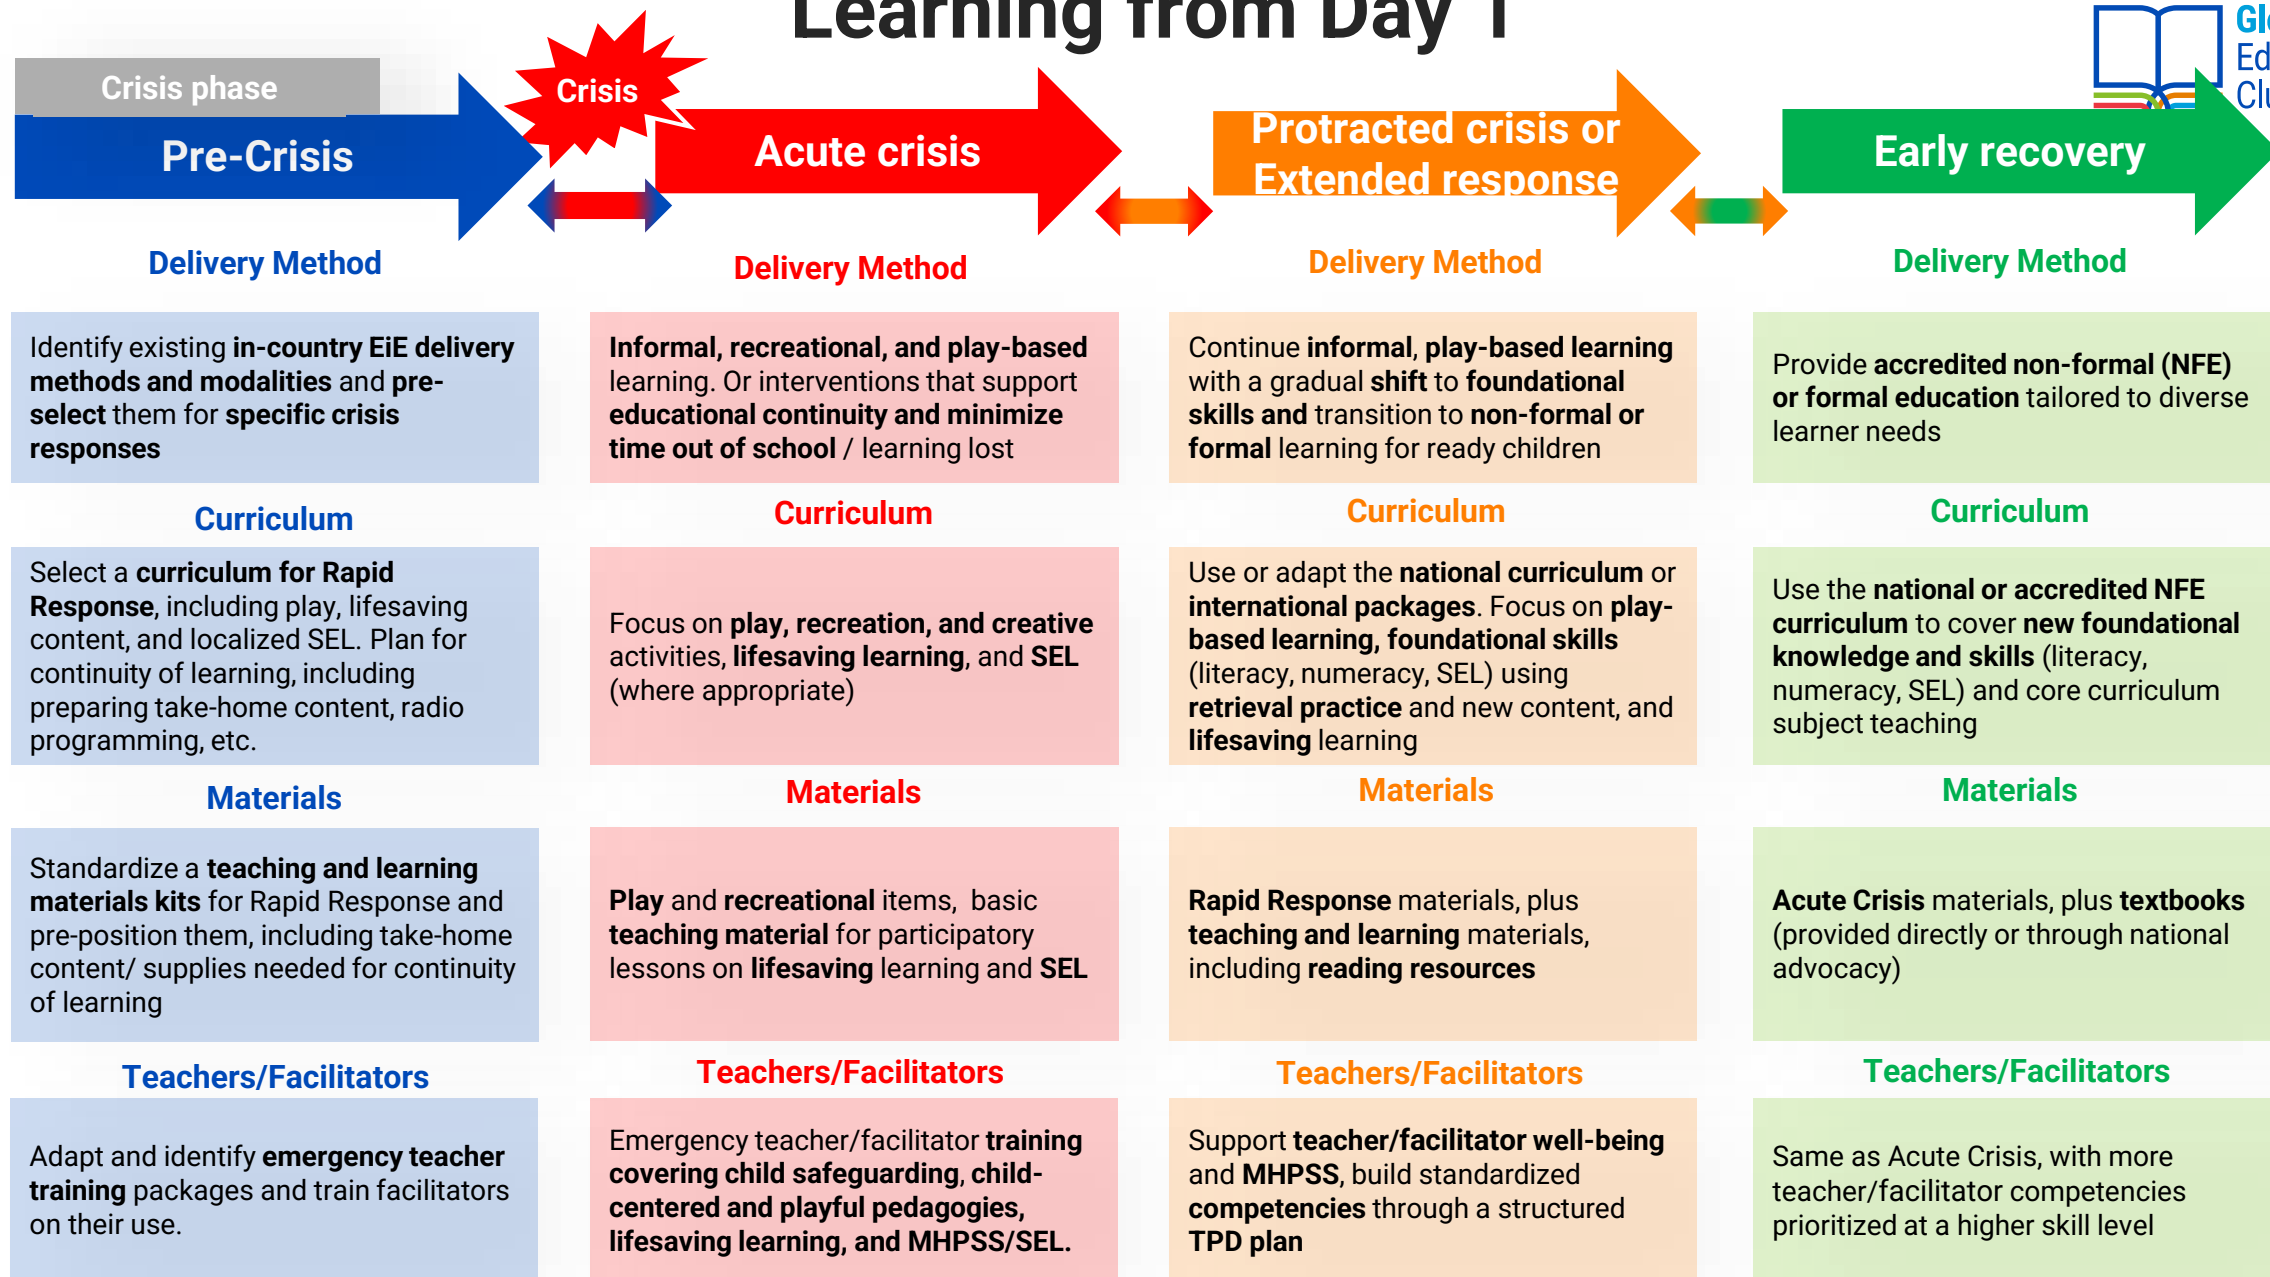 Learning from Day 1
Crisis phase
Pre-Crisis
Crisis
Acute crisis
Protracted crisis or
Extended response
Early recovery
Delivery Method
Identify existing in-country EiE delivery
methods and modalities and pre-
select them for specific crisis
responses
Curriculum
Select a curriculum for Rapid
Response, including play, lifesaving
content, and localized SEL. Plan for
continuity of learning, including
preparing take-home content, radio
programming, etc.
Materials
Standardize a teaching and learning
materials kits for Rapid Response and
pre-position them, including take-home
content/ supplies needed for continuity
of learning
Teachers/Facilitators
Adapt and identify emergency teacher
training packages and train facilitators
on their use.
Delivery Method
Informal, recreational, and play-based
learning. Or interventions that support
educational continuity and minimize
time out of school / learning lost
Curriculum
Focus on play, recreation, and creative
activities, lifesaving learning, and SEL
(where appropriate)
Materials
Play and recreational items, basic
teaching material for participatory
lessons on lifesaving learning and SEL
Teachers/Facilitators
Emergency teacher/facilitator training
covering child safeguarding, child-
centered and playful pedagogies,
lifesaving learning, and MHPSS/SEL.
Delivery Method
Continue informal, play-based learning
with a gradual shift to foundational
skills and transition to non-formal or
formal learning for ready children
Curriculum
Use or adapt the national curriculum or
international packages. Focus on play-
based learning, foundational skills
(literacy, numeracy, SEL) using
retrieval practice and new content, and
lifesaving learning
Materials
Rapid Response materials, plus
teaching and learning materials,
including reading resources
Teachers/Facilitators
Support teacher/facilitator well-being
and MHPSS, build standardized
competencies through a structured
TPD plan
Delivery Method
Provide accredited non-formal (NFE)
or formal education tailored to diverse
learner needs
Curriculum
Use the national or accredited NFE
curriculum to cover new foundational
knowledge and skills (literacy,
numeracy, SEL) and core curriculum
subject teaching
Materials
Acute Crisis materials, plus textbooks
(provided directly or through national
advocacy)
Teachers/Facilitators
Same as Acute Crisis, with more
teacher/facilitator competencies
prioritized at a higher skill level